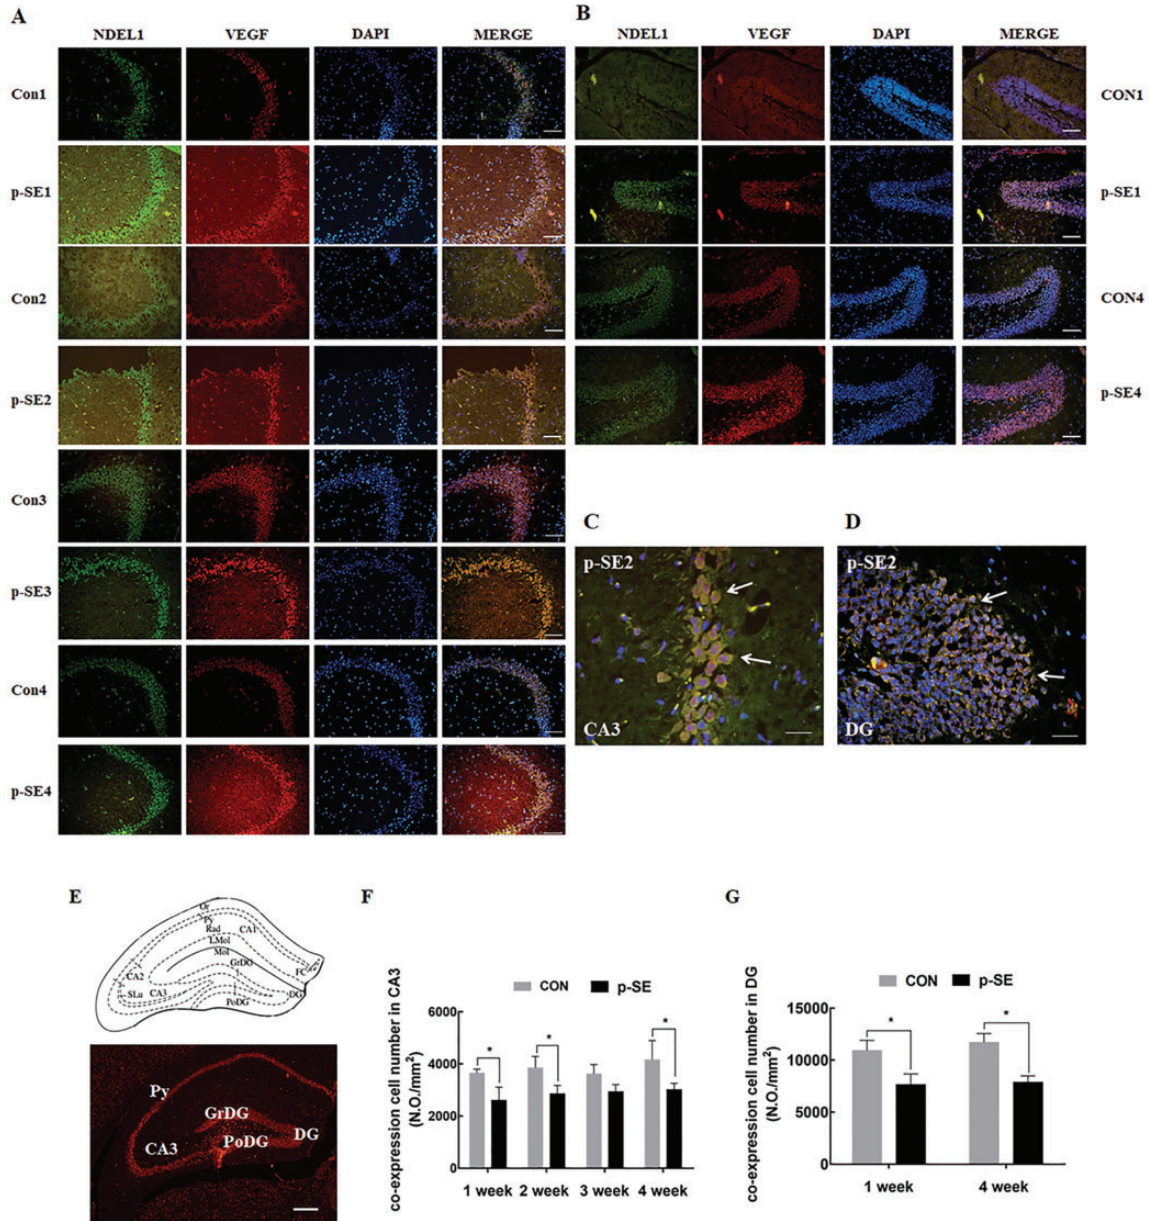 A
NDEL1 VEGF DAPI MERGE
Con1
p-SE1
Con2
p-SE2
Con3
p-SE3
Con4
p-SE4
B
NDEL1 VEGF DAPI MERGE
CON1
p-SE1
CON4
p-SE4
C
p-SE2
CA3
D
p-SE2
DG
E
Or
Py
Rad
CA1
LMol
Mol
GrDG
CA2
FC
SLu
CA3
DG
PoDG
Py
GrDG
CA3
PoDG
DG
F
CON p-SE
co-expression cell number in CA3
(N.O./mm²)
6000
4000
2000
0
* * *
1 week 2 week 3 week 4 week
G
CON p-SE
co-expression cell number in DG
(N.O./mm²)
15000
10000
5000
0
* *
1 week 4 week